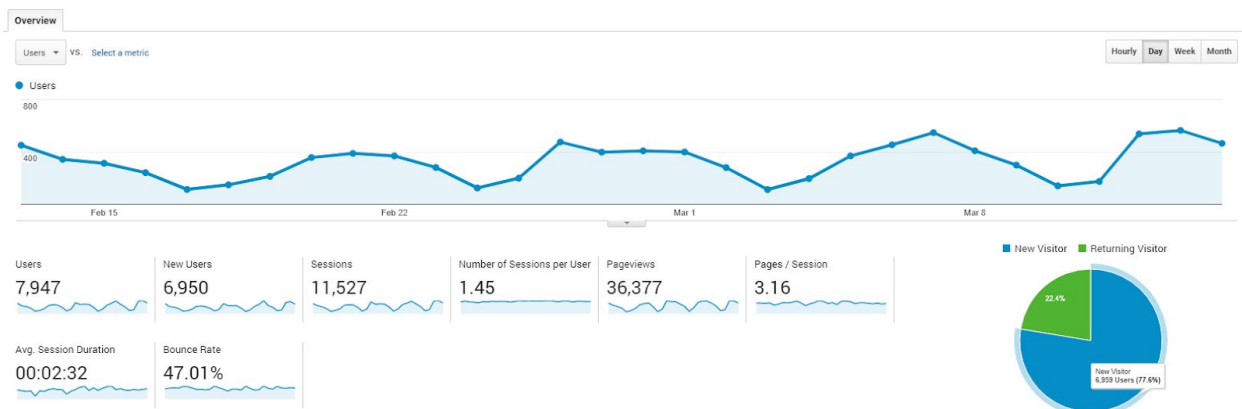 Overview
Users VS. Select a metric
Hourly Day Week Month
Users
800
400
Feb 15 Feb 22 Mar 1 Mar 8
New Visitor Returning Visitor
Users New Users Sessions Number of Sessions per User Pageviews Pages / Session
7,947 6,950 11,527 1.45 36,377 3.16
22.4%
Avg. Session Duration Bounce Rate
00:02:32 47.01%
New Visitor
6,959 Users (77.6%)